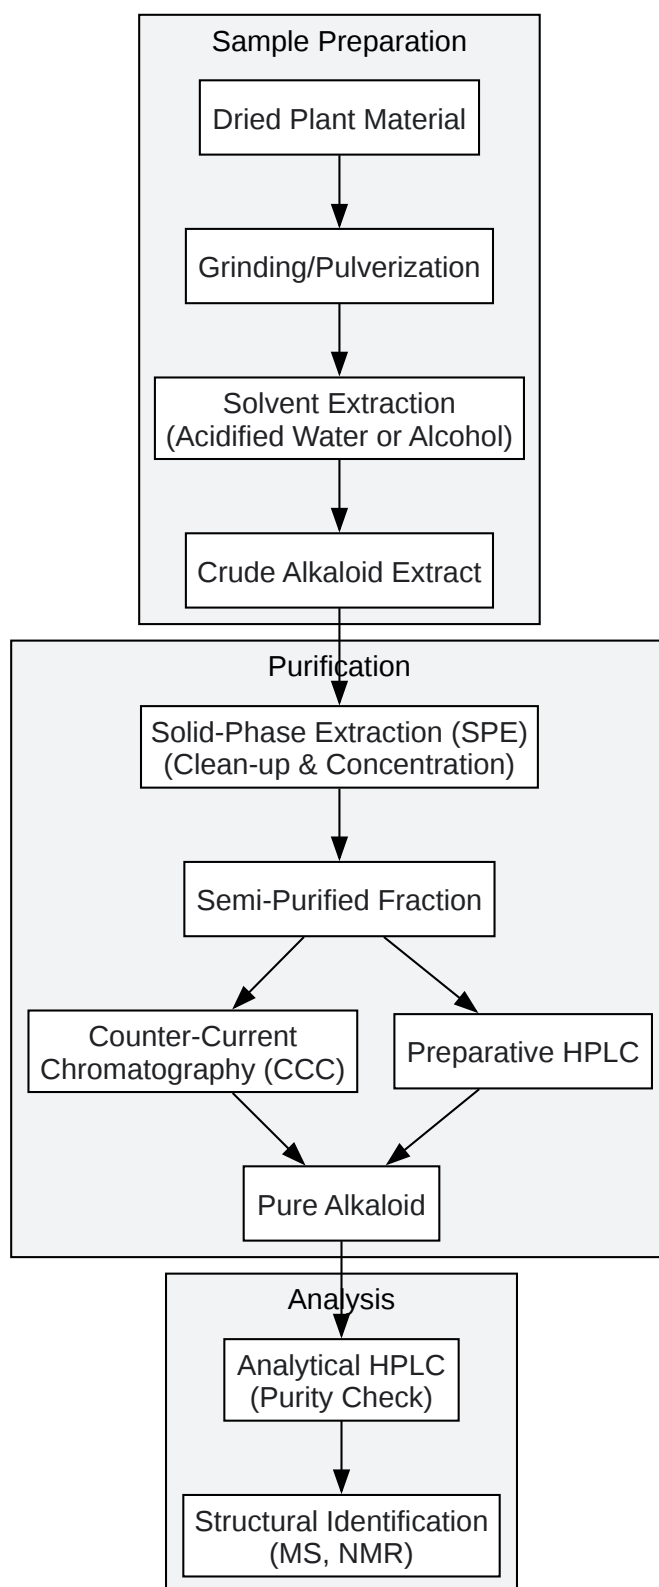 Sample Preparation
Dried Plant Material
Grinding/Pulverization
Solvent Extraction
(Acidified Water or Alcohol)
Crude Alkaloid Extract
Purification
Solid-Phase Extraction (SPE)
(Clean-up & Concentration)
Semi-Purified Fraction
Counter-Current
Chromatography (CCC)
Preparative HPLC
Pure Alkaloid
Analysis
Analytical HPLC
(Purity Check)
Structural Identification
(MS, NMR)